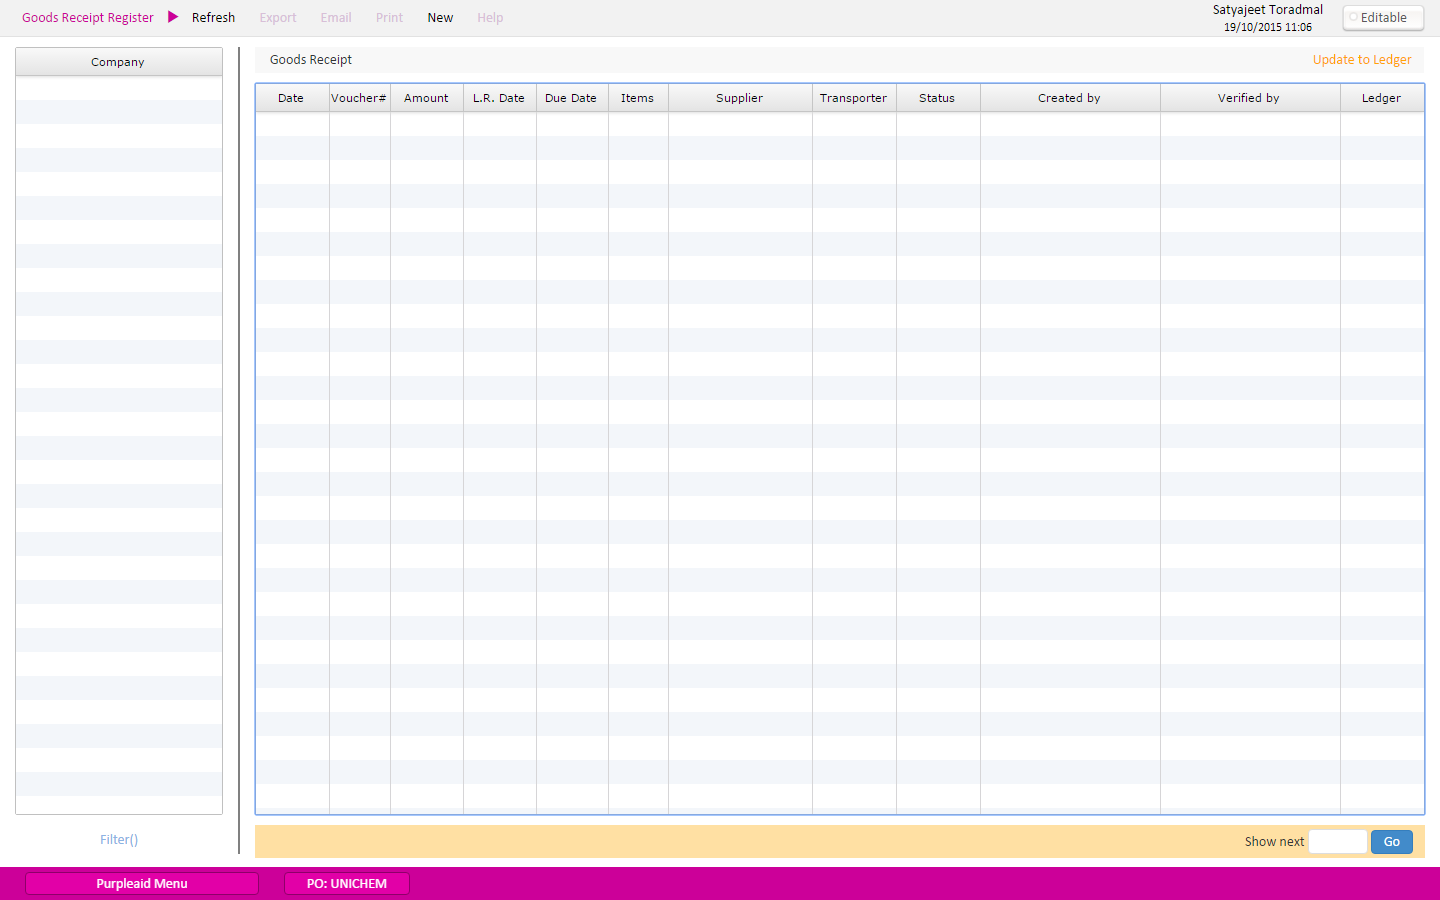 Goods Receipt Register ▶ Refresh Export Email Print New Help
Satyajeet Toradmal
19/10/2015 11:06
Editable
Company
Goods Receipt
Update to Ledger
Date Voucher# Amount L.R. Date Due Date Items Supplier Transporter Status Created by Verified by Ledger
Filter()
Show next Go
Purpleaid Menu PO: UNICHEM